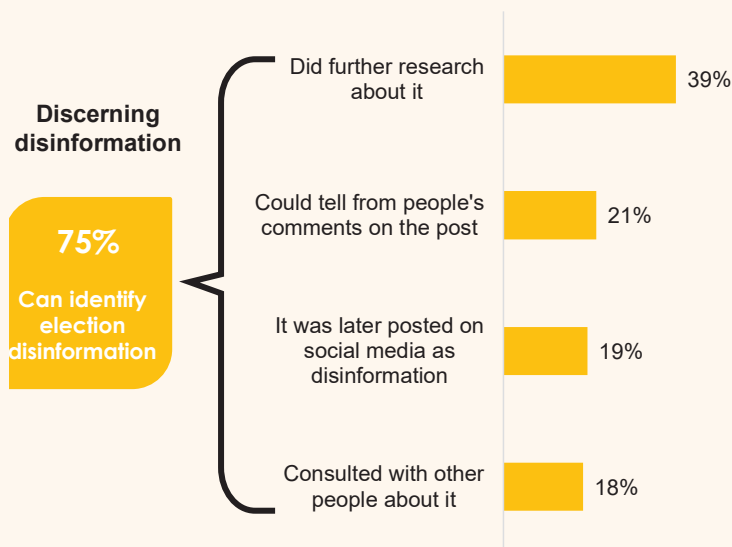 Discerning
disinformation
75%
Can identify
election
disinformation
Did further research
about it
39%
Could tell from people's
comments on the post
21%
It was later posted on
social media as
disinformation
19%
Consulted with other
people about it
18%